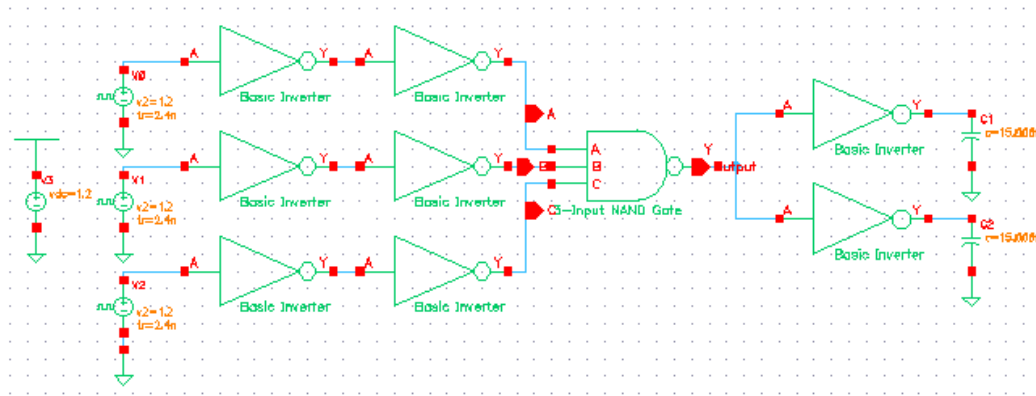 A Y A Y
V0
v2=1.2
tr=2.4n
Basic Inverter Basic Inverter
A
C1
A Y
Basic Inverter
A Y A Y
V3
vdc=1.2
V1
v2=1.2
tr=2.4n
Basic Inverter Basic Inverter
B
A
B
C
Y
output
C
3-Input NAND Gate
A Y A Y
V2
v2=1.2
tr=2.4n
Basic Inverter Basic Inverter
A Y
C2
Basic Inverter